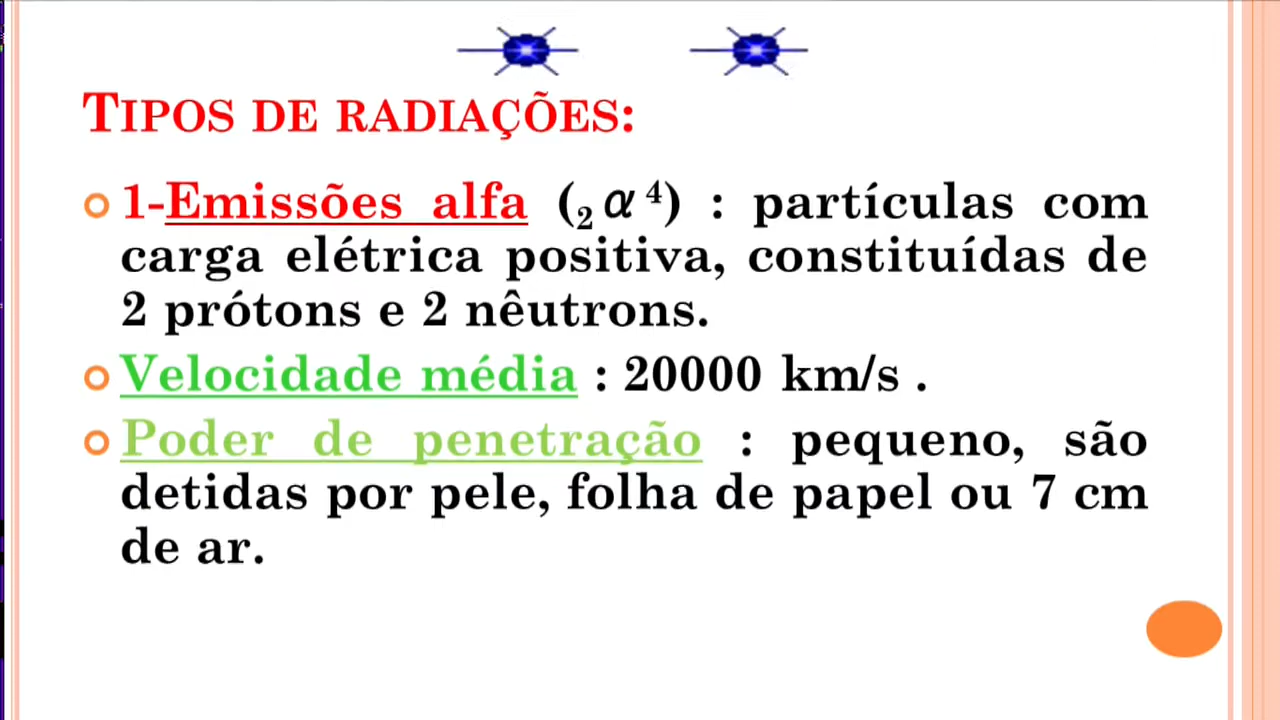 TIPOS DE RADIAÇÕES:
1-Emissões alfa (₂α⁴) : partículas com
carga elétrica positiva, constituídas de
2 prótons e 2 nêutrons.
Velocidade média : 20000 km/s .
Poder de penetração : pequeno, são
detidas por pele, folha de papel ou 7 cm
de ar.